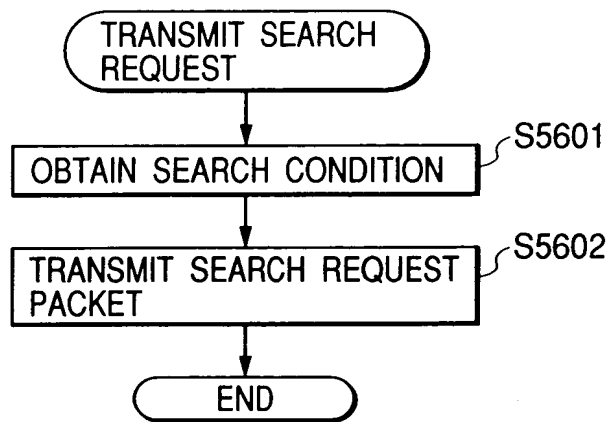 TRANSMIT SEARCH
REQUEST
S5601
OBTAIN SEARCH CONDITION
S5602
TRANSMIT SEARCH REQUEST
PACKET
END